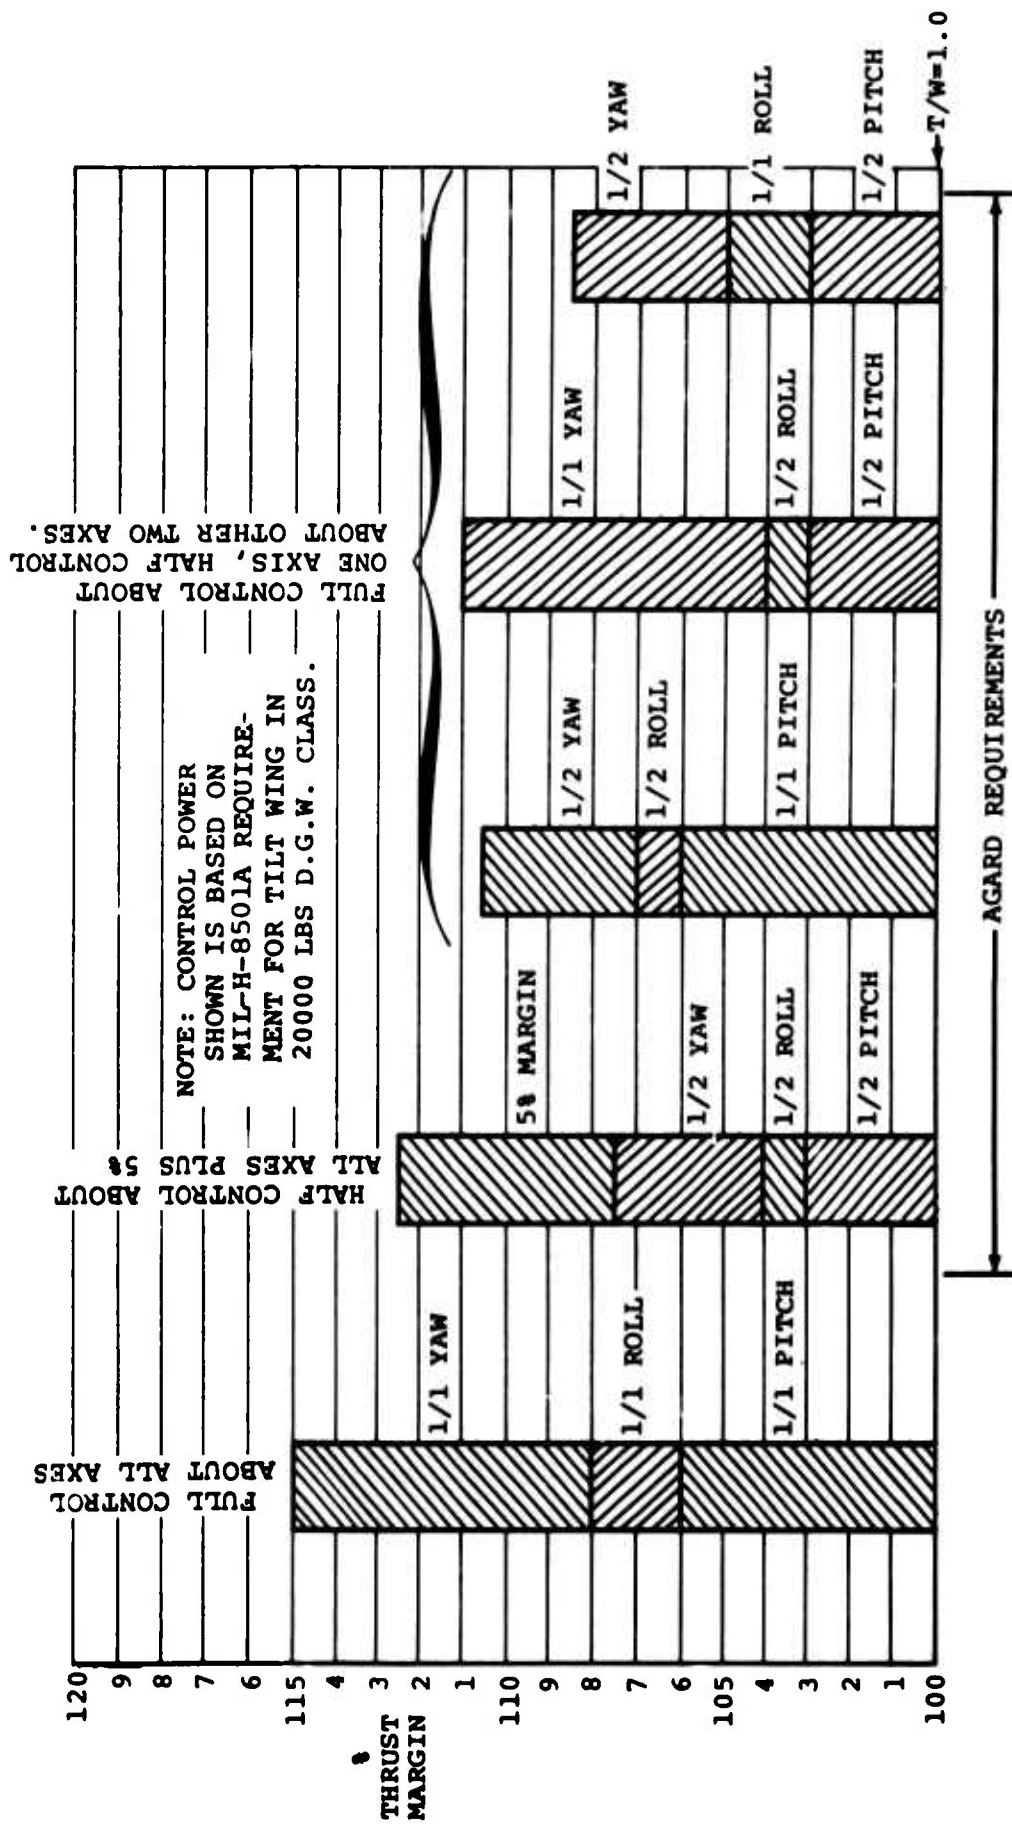 120
9
8
7
6
115
4
3
2
1
110
9
8
7
6
105
4
3
2
1
100
%
THRUST
MARGIN
FULL CONTROL
ABOUT ALL AXES
1/1 YAW
1/1 ROLL
1/1 PITCH
HALF CONTROL ABOUT
ALL AXES PLUS 5%
5% MARGIN
1/2 YAW
1/2 ROLL
1/2 PITCH
NOTE: CONTROL POWER
SHOWN IS BASED ON
MIL-H-8501A REQUIRE-
MENT FOR TILT WING IN
20000 LBS D.G.W. CLASS.
FULL CONTROL ABOUT
ONE AXIS, HALF CONTROL
ABOUT OTHER TWO AXES.
1/2 YAW
1/2 ROLL
1/1 PITCH
1/1 YAW
1/2 ROLL
1/2 PITCH
1/2 YAW
1/1 ROLL
1/2 PITCH
T/W=1.0
AGARD REQUIREMENTS